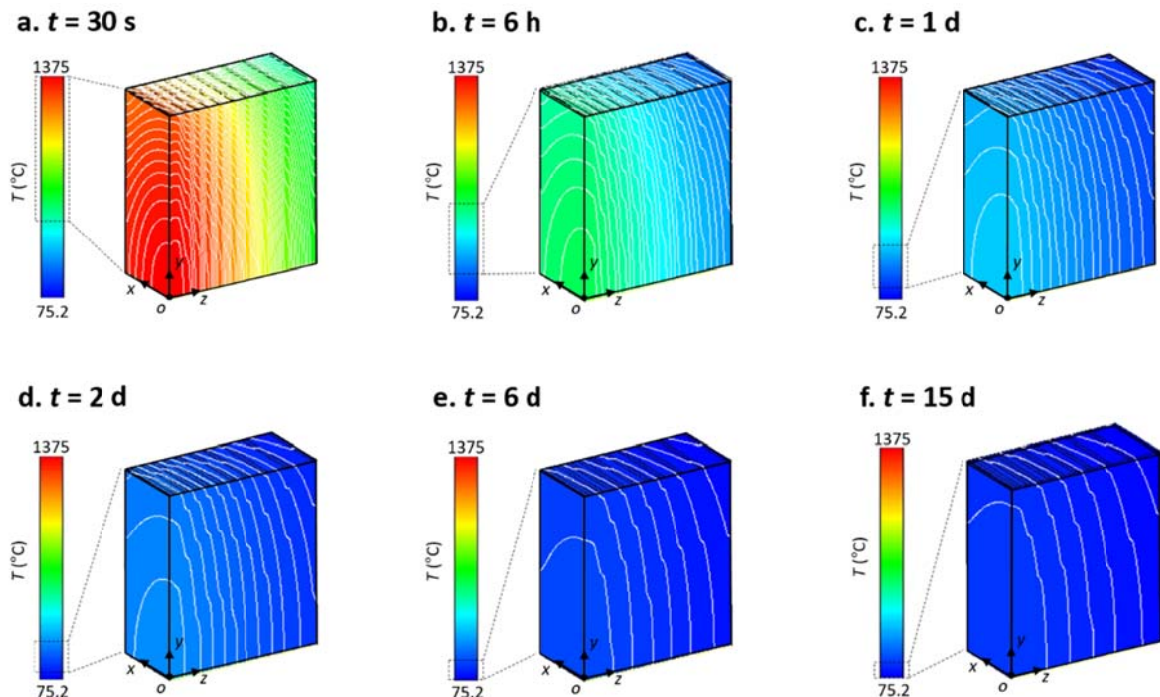 a. t = 30 s
1375
T (°C)
75.2
x
y
z
o
b. t = 6 h
1375
T (°C)
75.2
x
y
z
o
c. t = 1 d
1375
T (°C)
75.2
x
y
z
o
d. t = 2 d
1375
T (°C)
75.2
x
y
z
o
e. t = 6 d
1375
T (°C)
75.2
x
y
z
o
f. t = 15 d
1375
T (°C)
75.2
x
y
z
o